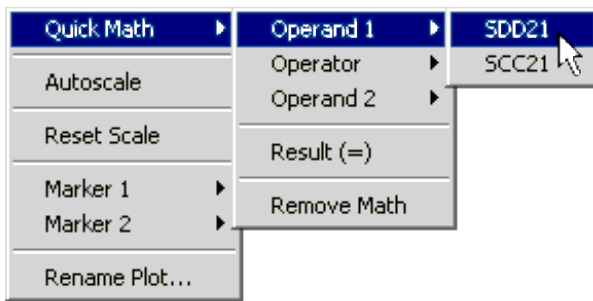 Quick Math
Autoscale
Reset Scale
Marker 1
Marker 2
Rename Plot...
Operand 1
Operator
Operand 2
Result (=)
Remove Math
SDD21
SCC21